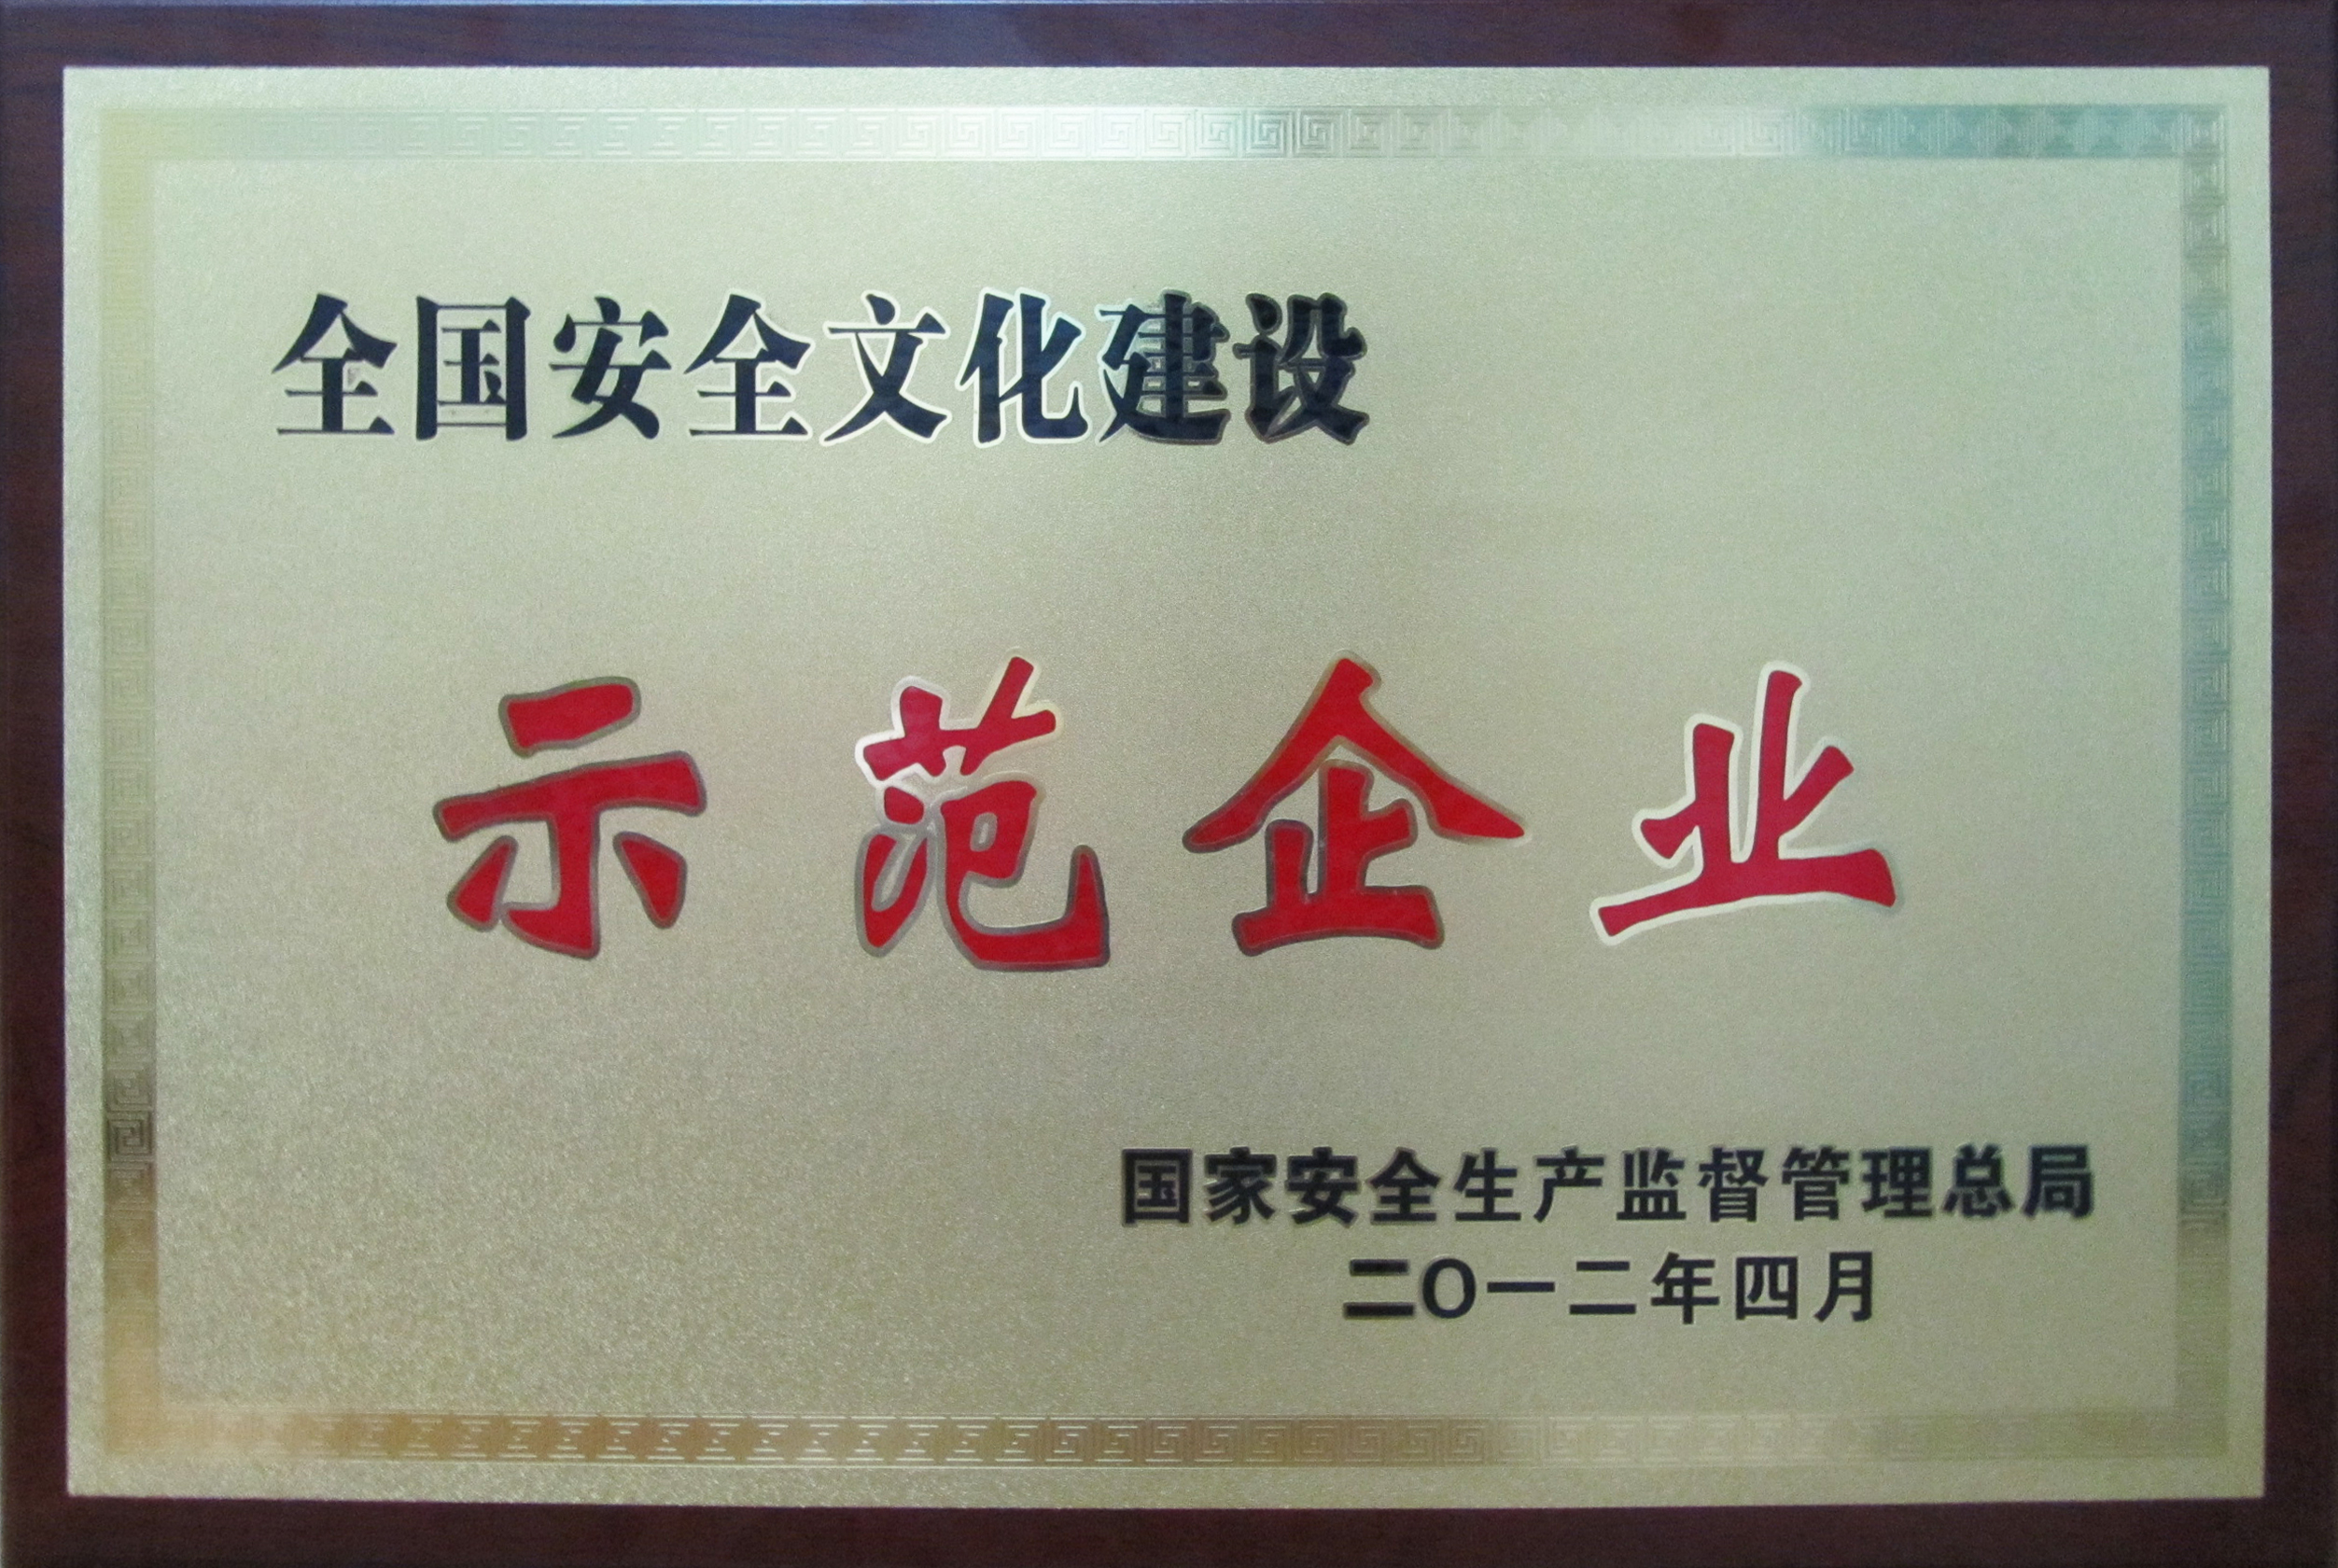 全国安全文化建设
示范企业
国家安全生产监督管理总局
二〇一二年四月